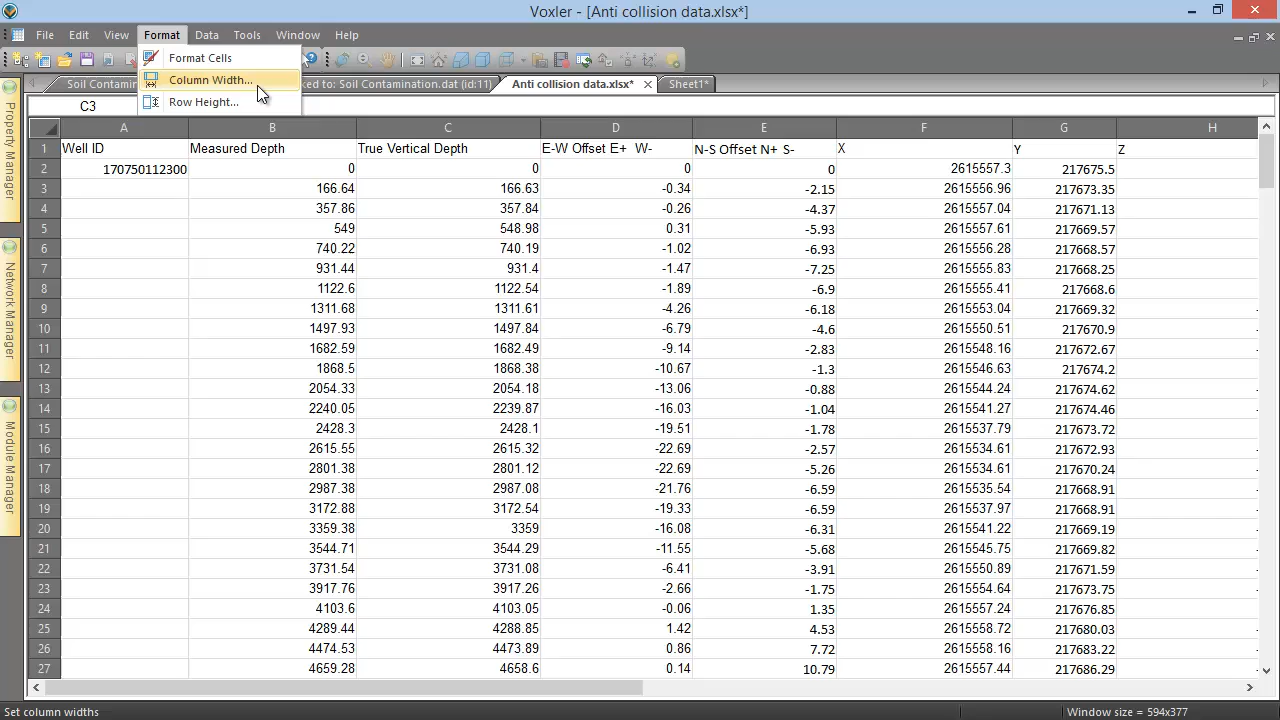 Voxler - [Anti collision data.xlsx*]
File Edit View Format Data Tools Window Help
Format Cells
Column Width...
Row Height...
Soil Contamin
ked to: Soil Contamination.dat (id:11)
Anti collision data.xlsx*
Sheet1*
C3
A B C D E F G H
1 Well ID Measured Depth True Vertical Depth E-W Offset E+ W- N-S Offset N+ S- X Y Z
2 170750112300 0 0 0 0 2615557.3 217675.5
3 166.64 166.63 -0.34 -2.15 2615556.96 217673.35
4 357.86 357.84 -0.26 -4.37 2615557.04 217671.13
5 549 548.98 0.31 -5.93 2615557.61 217669.57
6 740.22 740.19 -1.02 -6.93 2615556.28 217668.57
7 931.44 931.4 -1.47 -7.25 2615555.83 217668.25
8 1122.6 1122.54 -1.89 -6.9 2615555.41 217668.6
9 1311.68 1311.61 -4.26 -6.18 2615553.04 217669.32
10 1497.93 1497.84 -6.79 -4.6 2615550.51 217670.9
11 1682.59 1682.49 -9.14 -2.83 2615548.16 217672.67
12 1868.5 1868.38 -10.67 -1.3 2615546.63 217674.2
13 2054.33 2054.18 -13.06 -0.88 2615544.24 217674.62
14 2240.05 2239.87 -16.03 -1.04 2615541.27 217674.46
15 2428.3 2428.1 -19.51 -1.78 2615537.79 217673.72
16 2615.55 2615.32 -22.69 -2.57 2615534.61 217672.93
17 2801.38 2801.12 -22.69 -5.26 2615534.61 217670.24
18 2987.38 2987.08 -21.76 -6.59 2615535.54 217668.91
19 3172.88 3172.54 -19.33 -6.59 2615537.97 217668.91
20 3359.38 3359 -16.08 -6.31 2615541.22 217669.19
21 3544.71 3544.29 -11.55 -5.68 2615545.75 217669.82
22 3731.54 3731.08 -6.41 -3.91 2615550.89 217671.59
23 3917.76 3917.26 -2.66 -1.75 2615554.64 217673.75
24 4103.6 4103.05 -0.06 1.35 2615557.24 217676.85
25 4289.44 4288.85 1.42 4.53 2615558.72 217680.03
26 4474.53 4473.89 0.86 7.72 2615558.16 217683.22
27 4659.28 4658.6 0.14 10.79 2615557.44 217686.29
Property Manager
Network Manager
Module Manager
Set column widths
Window size = 594x377